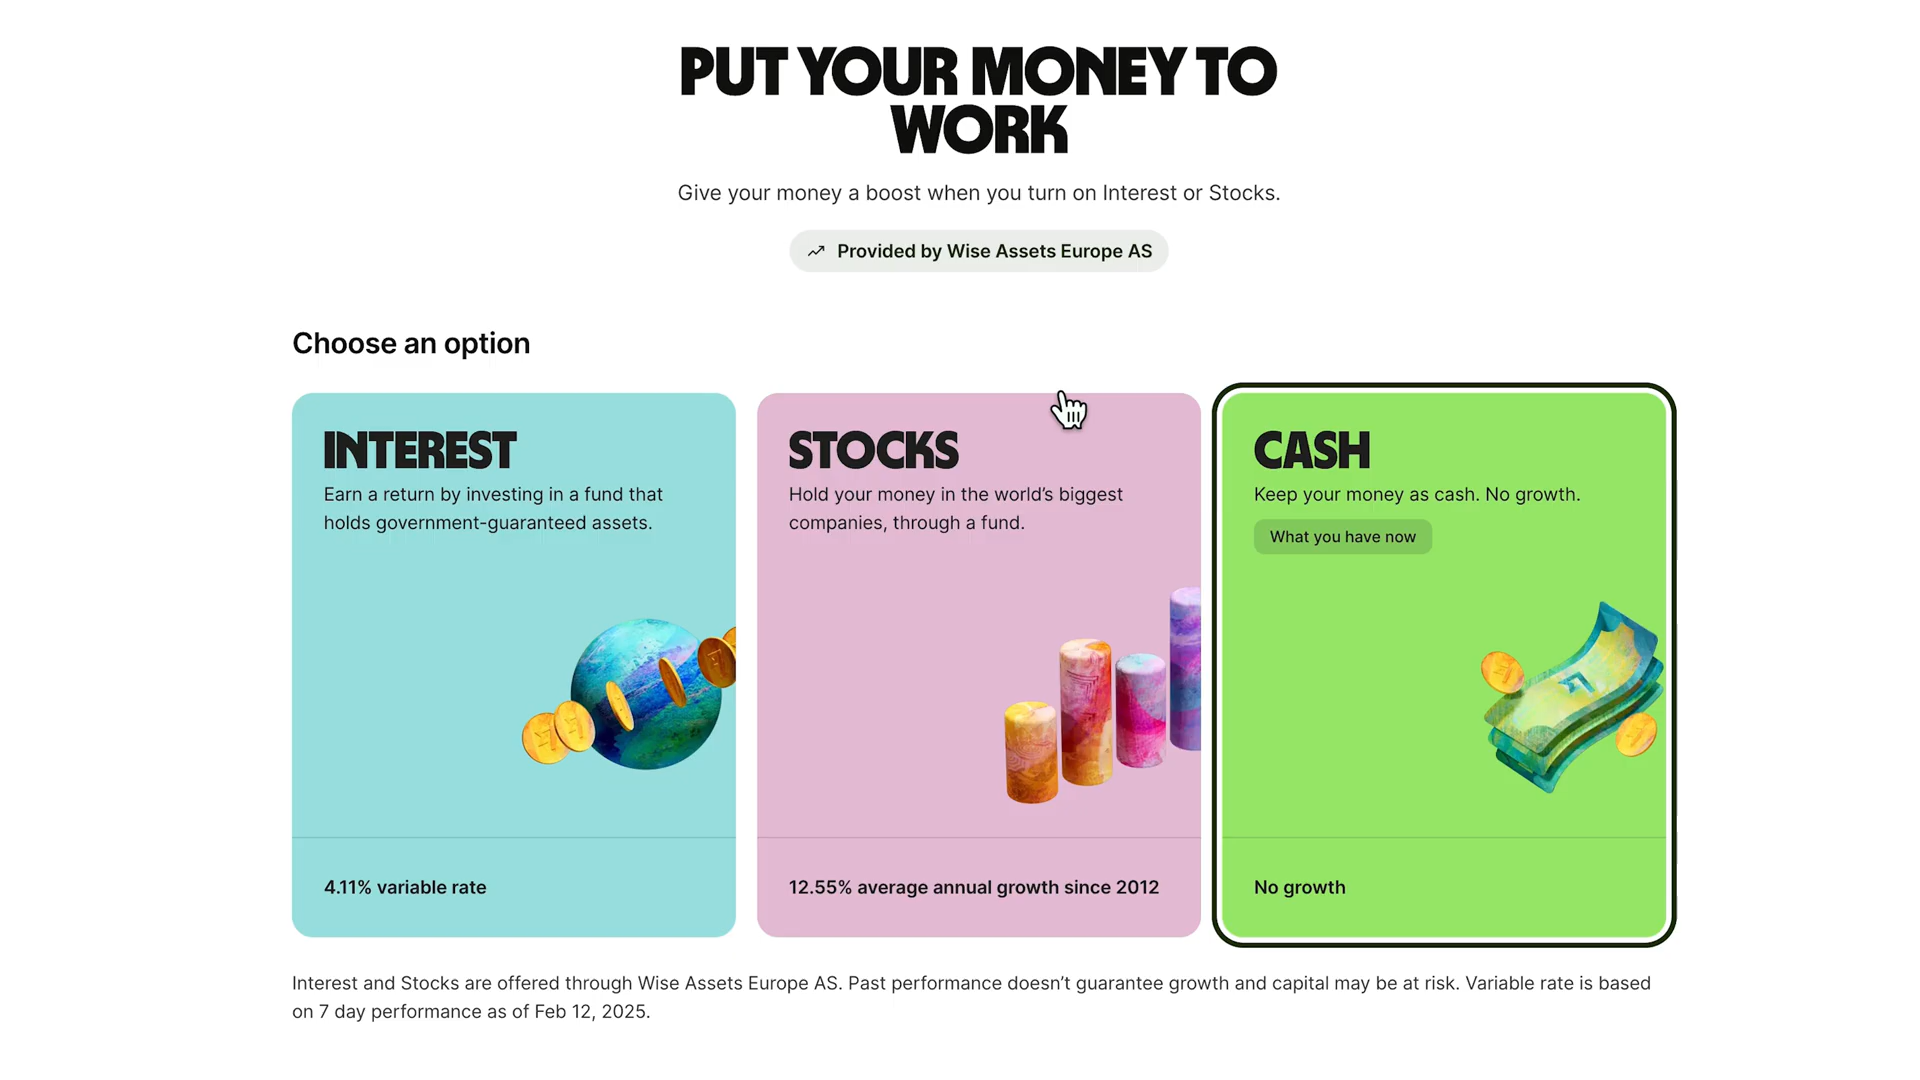 PUT YOUR MONEY TO
WORK
Give your money a boost when you turn on Interest or Stocks.
Provided by Wise Assets Europe AS
Choose an option
INTEREST
Earn a return by investing in a fund that
holds government-guaranteed assets.
4.11% variable rate
STOCKS
Hold your money in the world’s biggest
companies, through a fund.
12.55% average annual growth since 2012
CASH
Keep your money as cash. No growth.
What you have now
No growth
Interest and Stocks are offered through Wise Assets Europe AS. Past performance doesn’t guarantee growth and capital may be at risk. Variable rate is based
on 7 day performance as of Feb 12, 2025.